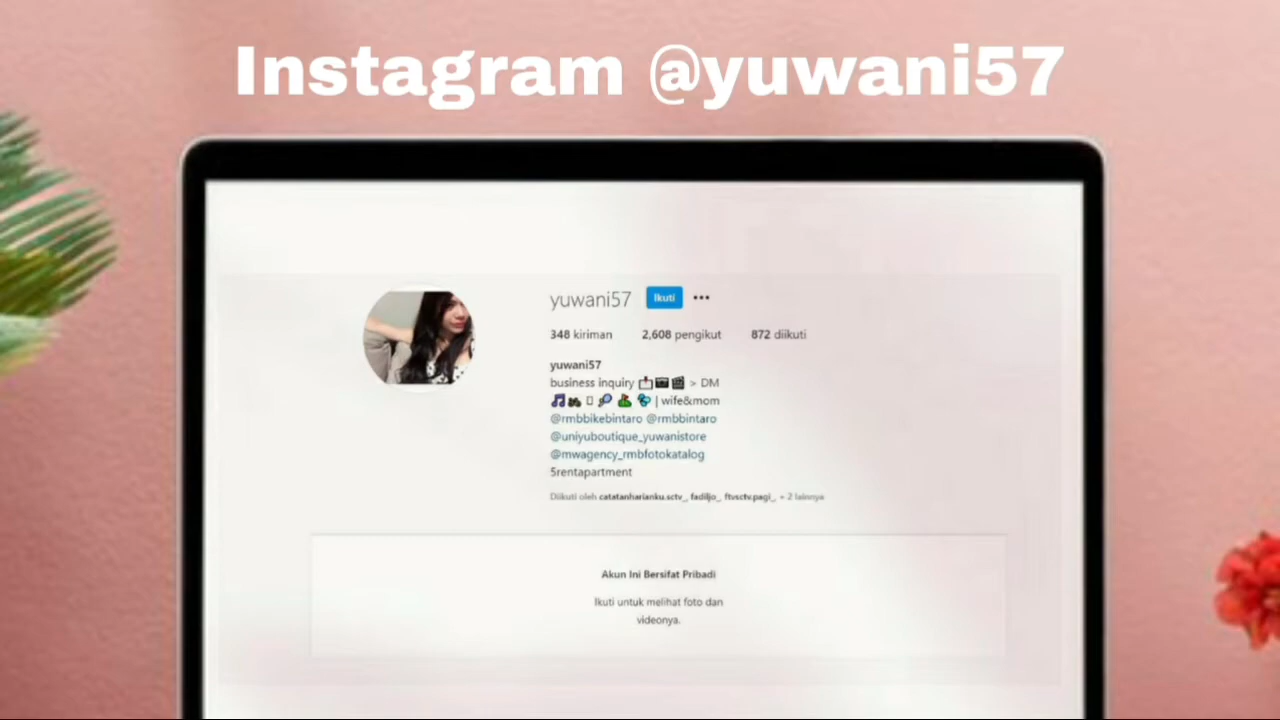 Instagram @yuwani57
yuwani57 Ikuti •••
348 kiriman 2,608 pengikut 872 diikuti
yuwani57
business inquiry 📩📷🎬 > DM
🎵🏍 ▯ 🎾 ⛳ 🐠 | wife&mom
@rmbbikebintaro @rmbbintaro
@uniyuboutique_yuwanistore
@mwagency_rmbfotokatalog
5rentapartment
Diikuti oleh catatanharianku.sctv_, fadiljo_, ftvsctv.pagi_, + 2 lainnya
Akun Ini Bersifat Pribadi
Ikuti untuk melihat foto dan
videonya.